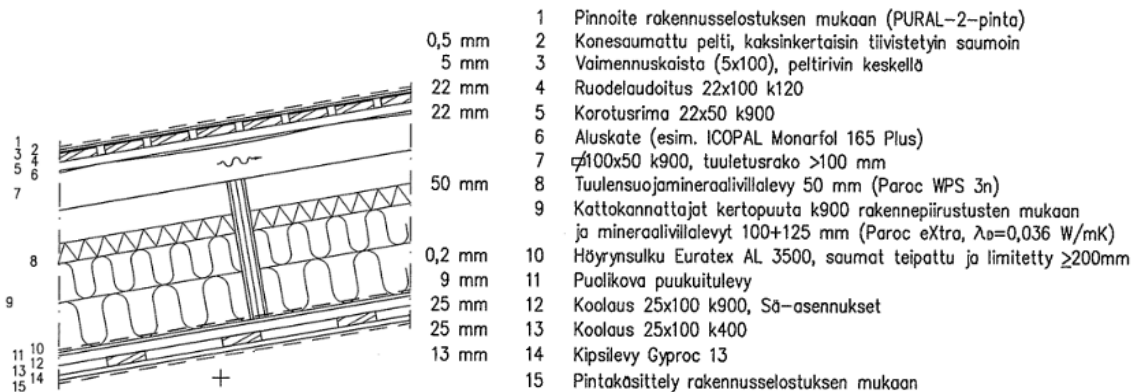 1 Pinnoite rakennusselostuksen mukaan (PURAL-2-pinta)
0,5 mm 2 Konesaumattu pelti, kaksinkertaisin tiivistetyin saumoin
5 mm 3 Vaimennuskaista (5x100), peltirivin keskellä
22 mm 4 Ruodelaudoitus 22x100 k120
22 mm 5 Korotusrima 22x50 k900
6 Aluskate (esim. ICOPAL Monarfol 165 Plus)
7 100x50 k900, tuuletusrako >100 mm
50 mm 8 Tuulensuojamineraalivillalevy 50 mm (Paroc WPS 3n)
9 Kattokannattajat kertopuuta k900 rakennepiirustusten mukaan
ja mineraalivillalevyt 100+125 mm (Paroc eXtra, λD=0,036 W/mK)
0,2 mm 10 Höyrynsulku Euratex AL 3500, saumat teipattu ja limitetty ≥200mm
9 mm 11 Puolikova puukuitulevy
25 mm 12 Koolaus 25x100 k900, Sä-asennukset
25 mm 13 Koolaus 25x100 k400
13 mm 14 Kipsilevy Gyproc 13
15 Pintakäsittely rakennusselostuksen mukaan
1 2
3 4
5 6
7
8
9
11 10
13 12
15 14